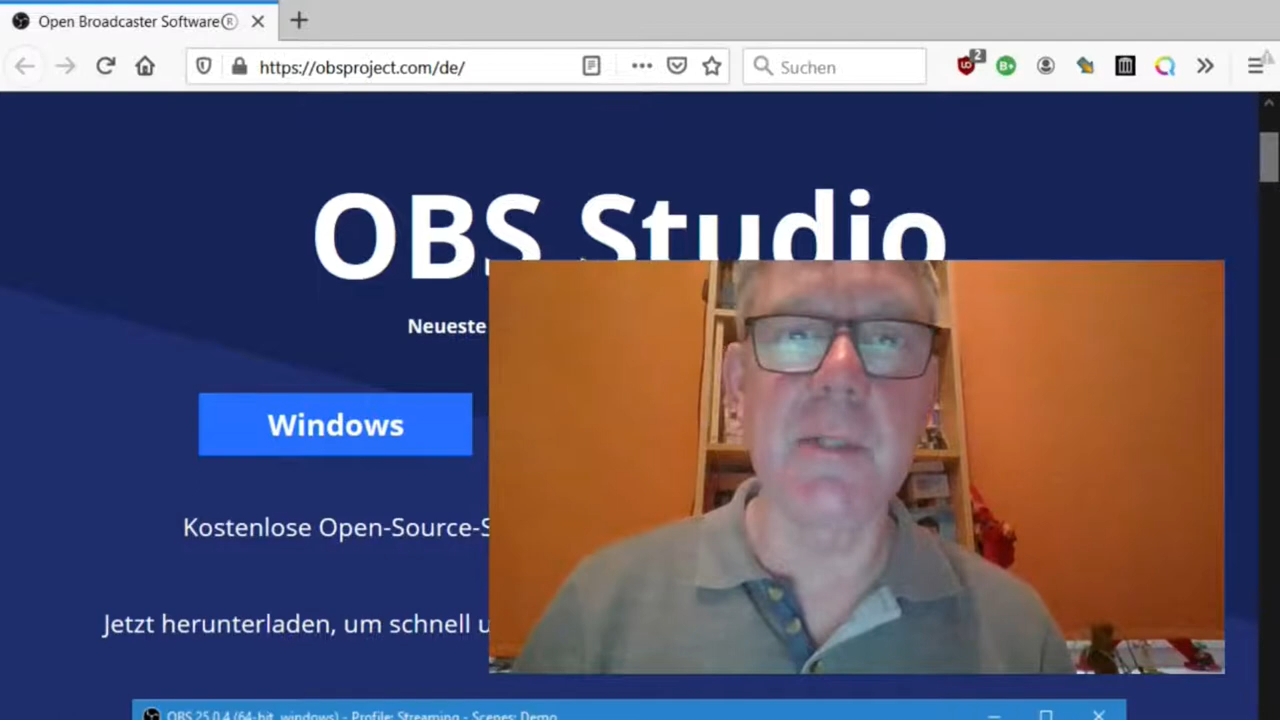 Open Broadcaster Software®
https://obsproject.com/de/
Suchen
2
OBS Studio
Neueste
Windows
Kostenlose Open-Source-S
Jetzt herunterladen, um schnell u
OBS 25.0.4 (64-bit, windows) - Profile: Streaming - Scenes: Demo